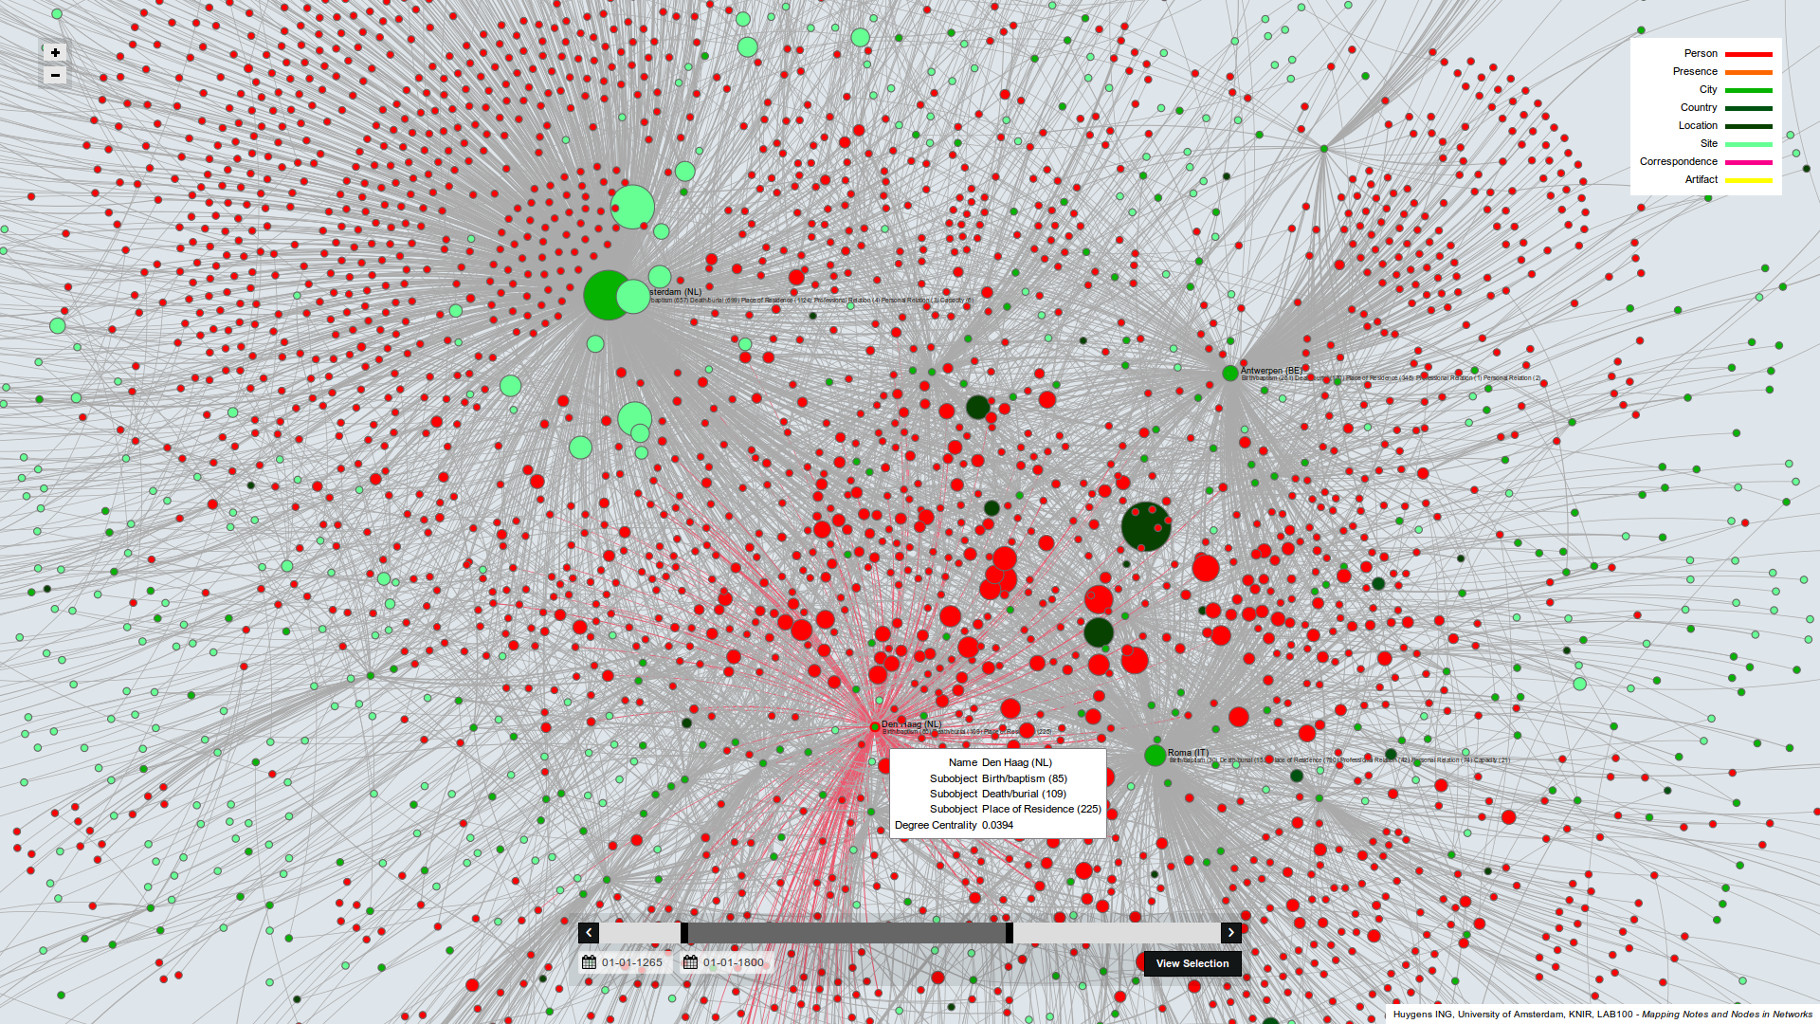 +
−
Person
Presence
City
Country
Location
Site
Correspondence
Artifact
sterdam (NL)
Antwerpen (BE)
Den Haag (NL)
Roma (IT)
Name Den Haag (NL)
Subobject Birth/baptism (85)
Subobject Death/burial (109)
Subobject Place of Residence (225)
Degree Centrality 0.0394
01-01-1265 01-01-1800
View Selection
Huygens ING, University of Amsterdam, KNIR, LAB100 - Mapping Notes and Nodes in Networks